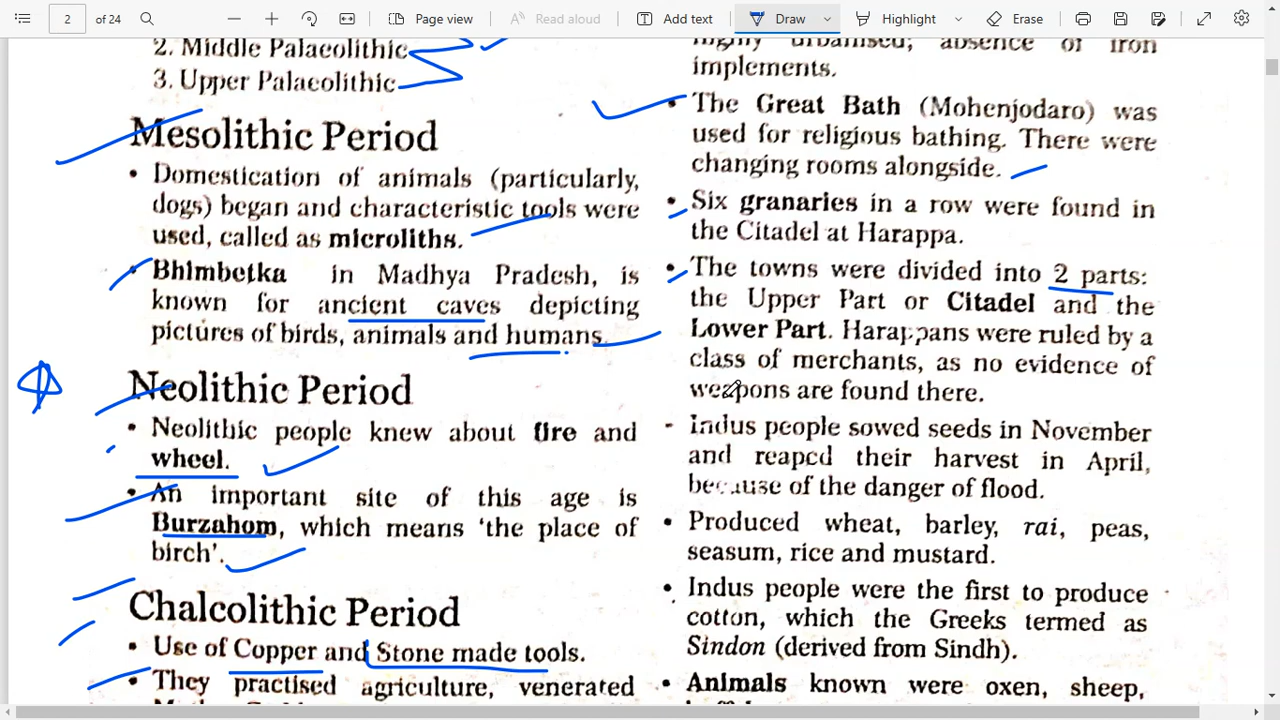 2
of 24
Page view
Read aloud
Add text
Draw
Highlight
Erase
2. Middle Palaeolithic
3. Upper Palaeolithic
Mesolithic Period
• Domestication of animals (particularly,
dogs) began and characteristic tools were
used, called as microliths.
• Bhimbetka in Madhya Pradesh, is
known for ancient caves depicting
pictures of birds, animals and humans.
Neolithic Period
• Neolithic people knew about fire and
wheel.
• An important site of this age is
Burzahom, which means 'the place of
birch'.
Chalcolithic Period
• Use of Copper and Stone made tools.
• They practised agriculture, venerated
highly urbanised; absence of iron
implements.
• The Great Bath (Mohenjodaro) was
used for religious bathing. There were
changing rooms alongside.
• Six granaries in a row were found in
the Citadel at Harappa.
• The towns were divided into 2 parts:
the Upper Part or Citadel and the
Lower Part. Harappans were ruled by a
class of merchants, as no evidence of
weapons are found there.
- Indus people sowed seeds in November
and reaped their harvest in April,
because of the danger of flood.
• Produced wheat, barley, rai, peas,
seasum, rice and mustard.
• Indus people were the first to produce
cotton, which the Greeks termed as
Sindon (derived from Sindh).
• Animals known were oxen, sheep,